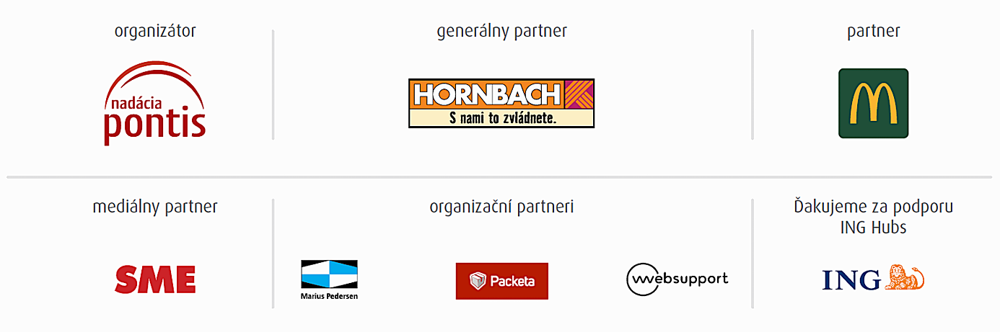 organizátor
generálny partner
partner
nadácia
pontis
HORNBACH
S nami to zvládnete.
mediálny partner
organizační partneri
Ďakujeme za podporu
ING Hubs
SME
Marius Pedersen
Packeta
websupport
ING